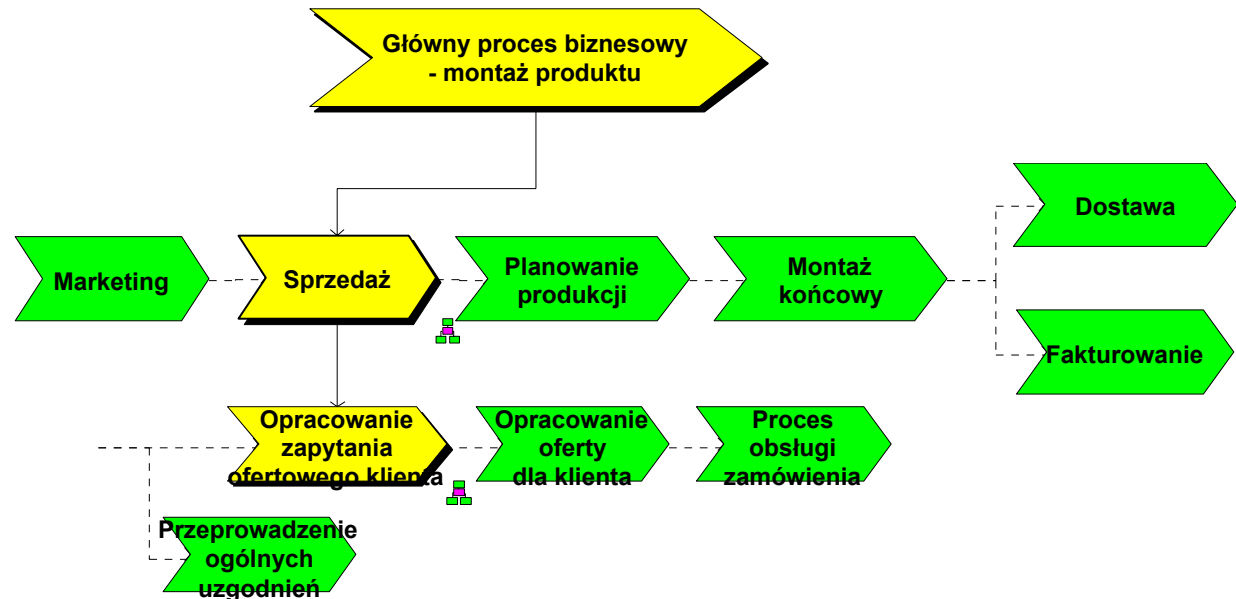 Główny proces biznesowy
- montaż produktu
Dostawa
Marketing
Sprzedaż
Planowanie
produkcji
Montaż
końcowy
Fakturowanie
Opracowanie
zapytania
ofertowego klienta
Opracowanie
oferty
dla klienta
Proces
obsługi
zamówienia
Przeprowadzenie
ogólnych
uzgodnień